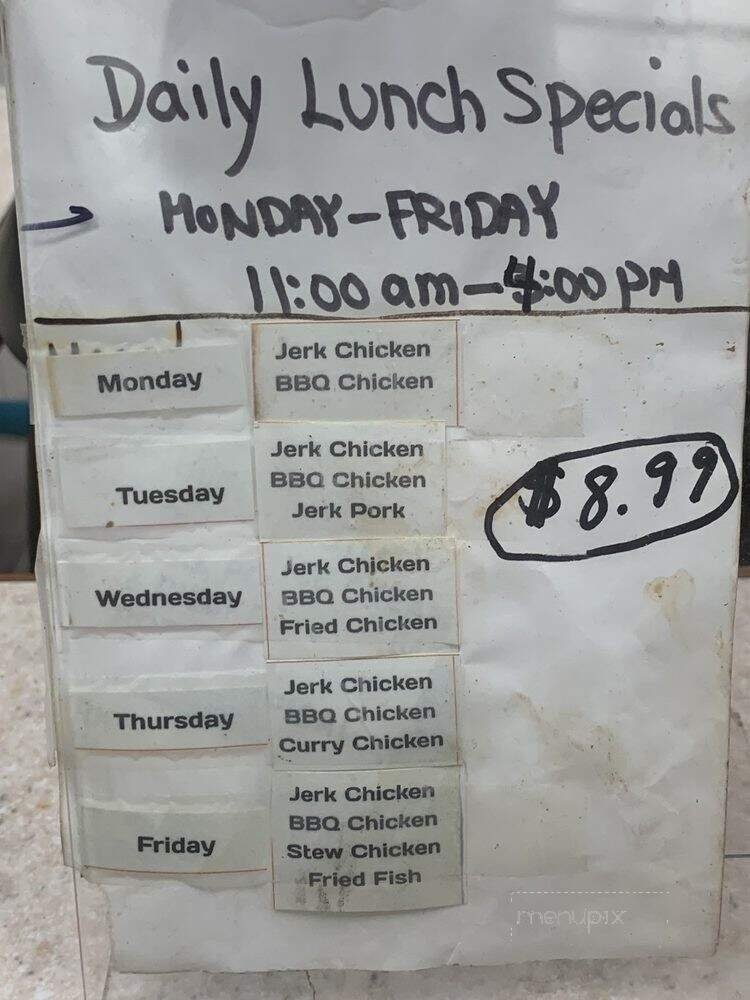 Daily Lunch Specials
MONDAY-FRIDAY
11:00 am-4:00 PM
Monday
Jerk Chicken
BBQ Chicken
Tuesday
Jerk Chicken
BBQ Chicken
Jerk Pork
$8.99
Wednesday
Jerk Chicken
BBQ Chicken
Fried Chicken
Thursday
Jerk Chicken
BBQ Chicken
Curry Chicken
Friday
Jerk Chicken
BBQ Chicken
Stew Chicken
Fried Fish
menupix